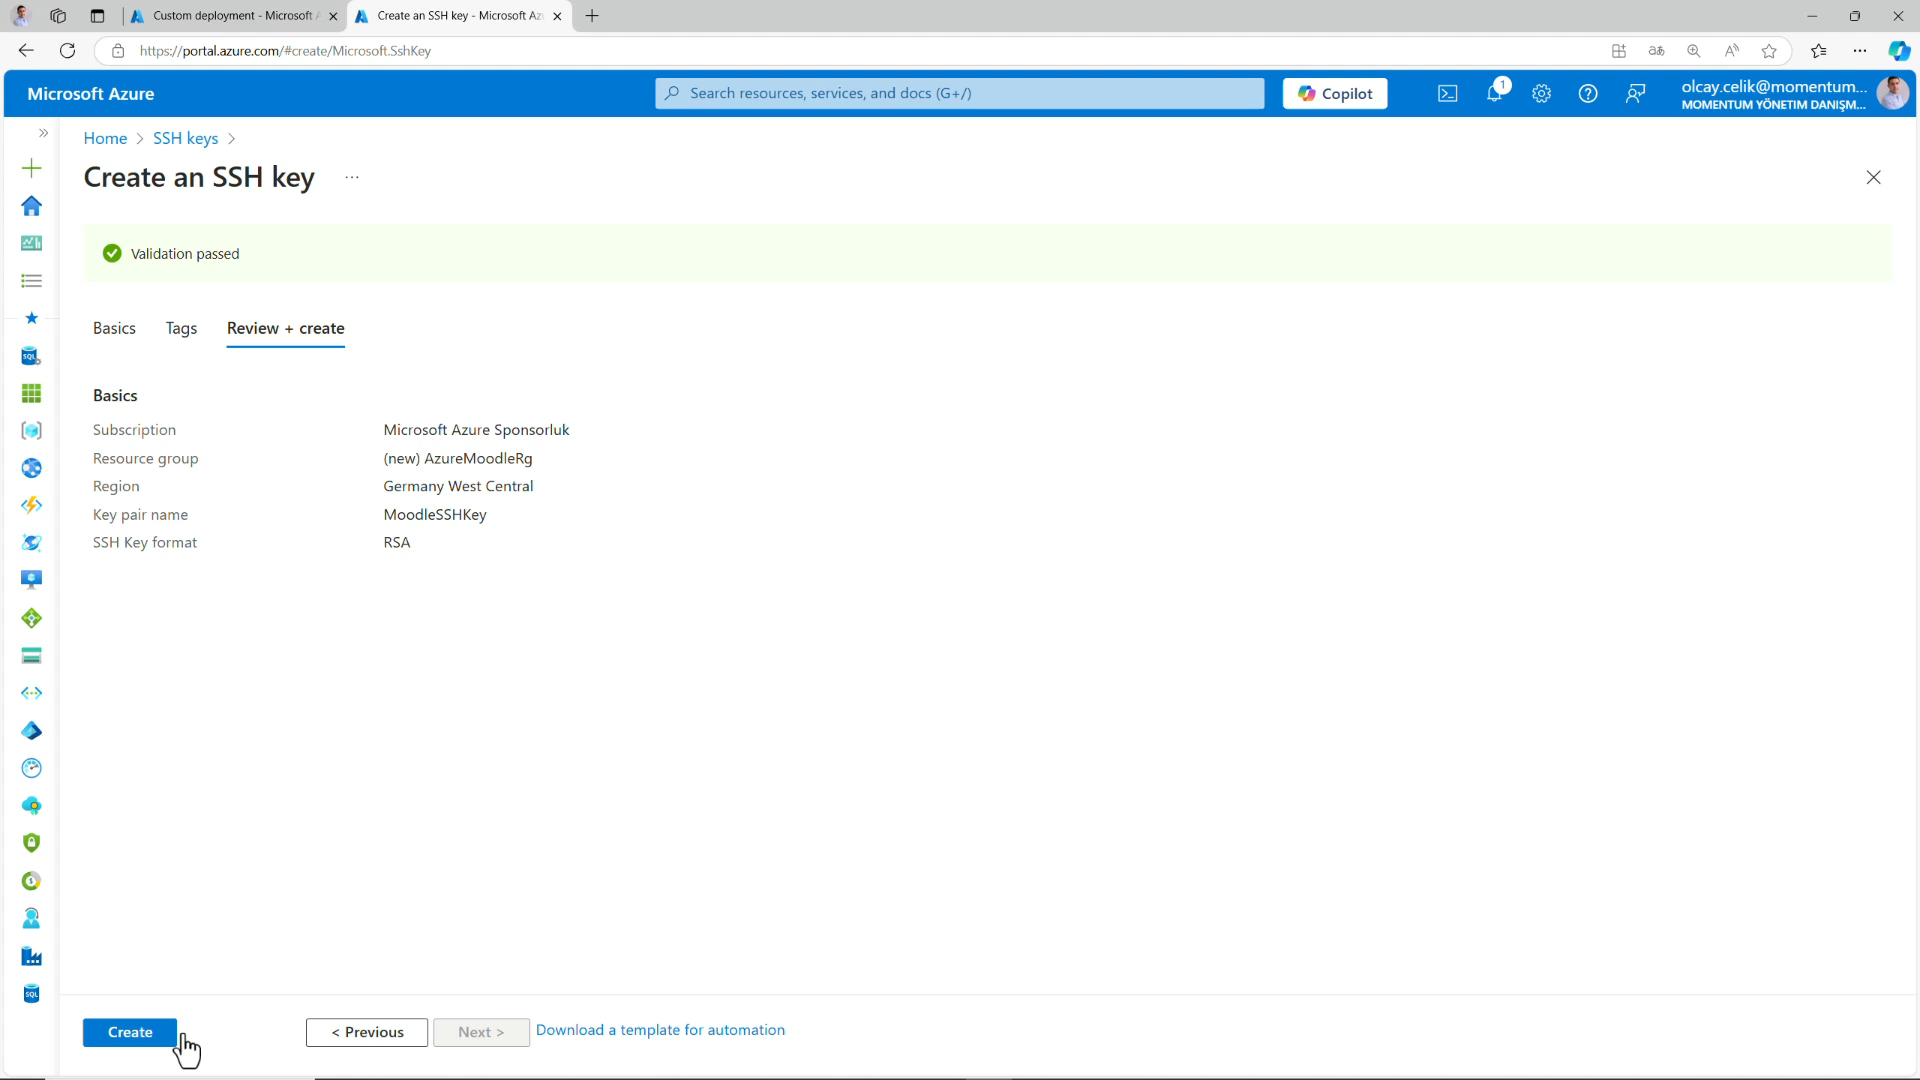 Custom deployment - Microsoft A
Create an SSH key - Microsoft Az
https://portal.azure.com/#create/Microsoft.SshKey
Microsoft Azure
Search resources, services, and docs (G+/)
Copilot
1
olcay.celik@momentum...
MOMENTUM YÖNETIM DANIŞM...
Home > SSH keys >
Create an SSH key ...
Validation passed
Basics Tags Review + create
Basics
Subscription Microsoft Azure Sponsorluk
Resource group (new) AzureMoodleRg
Region Germany West Central
Key pair name MoodleSSHKey
SSH Key format RSA
Create < Previous Next > Download a template for automation